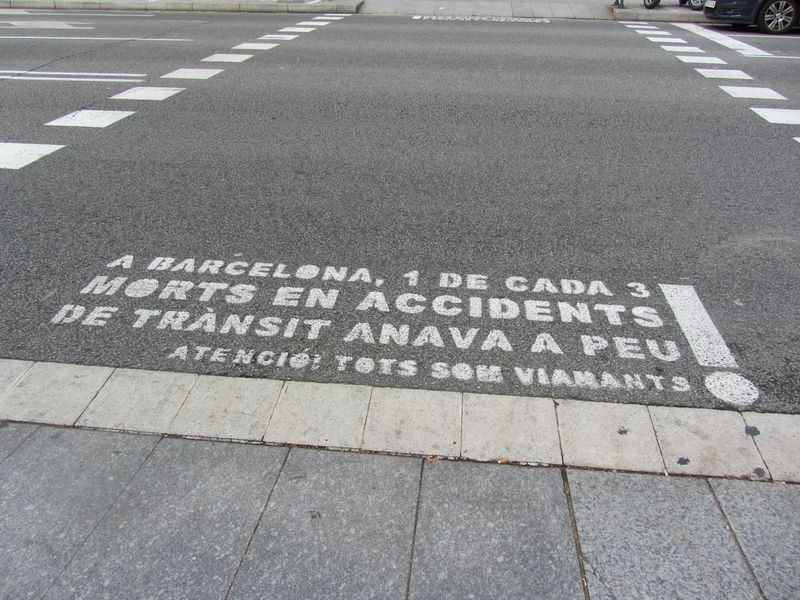 A BARCELONA, 1 DE CADA 3
MORTS EN ACCIDENTS
DE TRÀNSIT ANAVA A PEU
ATENCIÓ! TOTS SOM VIANANTS
!